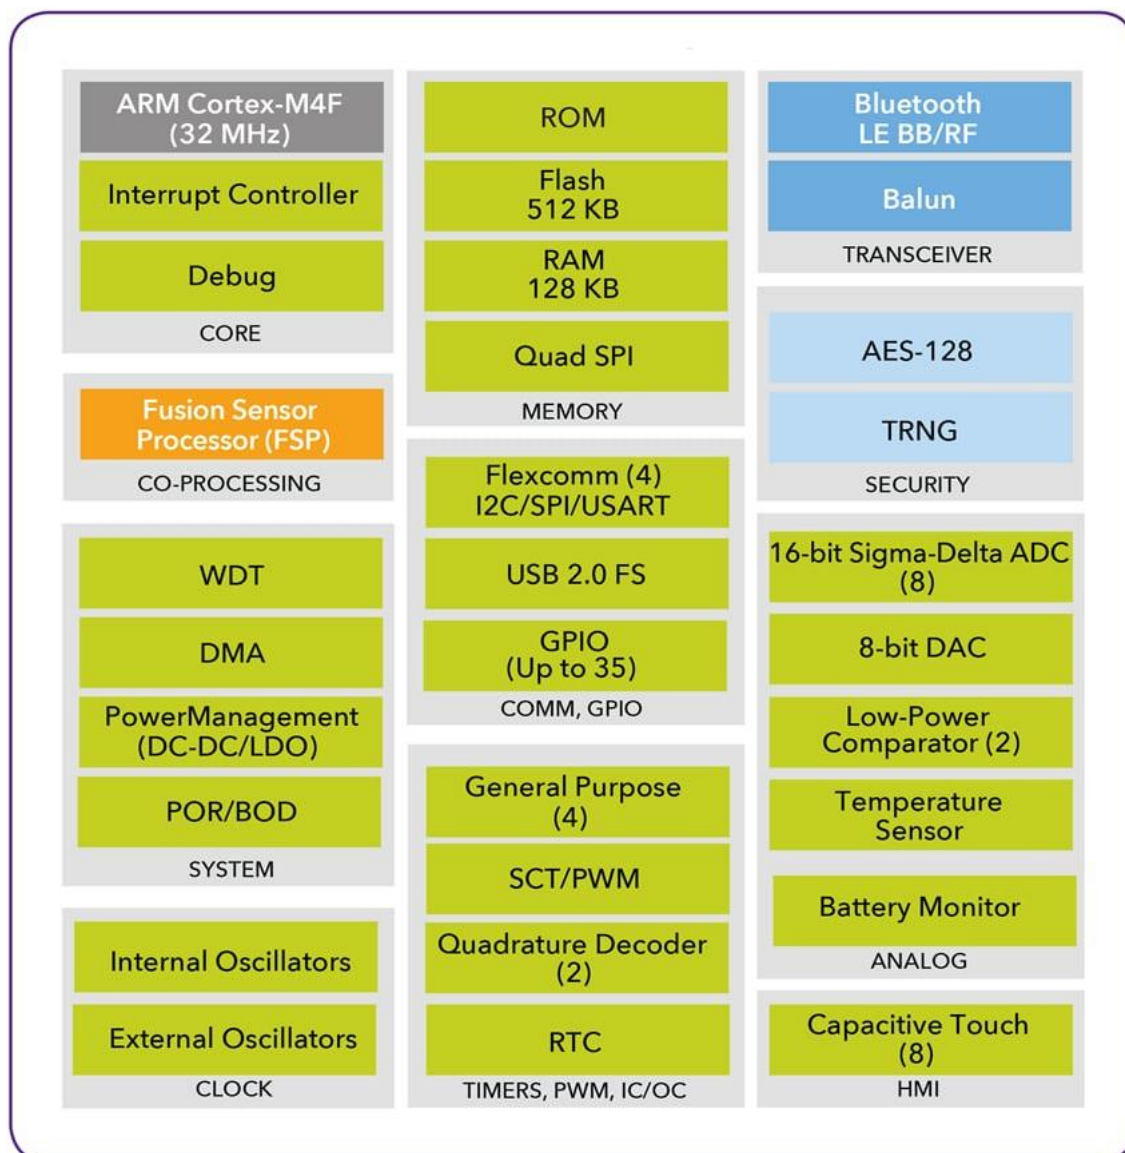 ARM Cortex-M4F
(32 MHz)
Interrupt Controller
Debug
CORE
Fusion Sensor
Processor (FSP)
CO-PROCESSING
WDT
DMA
PowerManagement
(DC-DC/LDO)
POR/BOD
SYSTEM
Internal Oscillators
External Oscillators
CLOCK
ROM
Flash
512 KB
RAM
128 KB
Quad SPI
MEMORY
Flexcomm (4)
I2C/SPI/USART
USB 2.0 FS
GPIO
(Up to 35)
COMM, GPIO
General Purpose
(4)
SCT/PWM
Quadrature Decoder
(2)
RTC
TIMERS, PWM, IC/OC
Bluetooth
LE BB/RF
Balun
TRANSCEIVER
AES-128
TRNG
SECURITY
16-bit Sigma-Delta ADC
(8)
8-bit DAC
Low-Power
Comparator (2)
Temperature
Sensor
Battery Monitor
ANALOG
Capacitive Touch
(8)
HMI